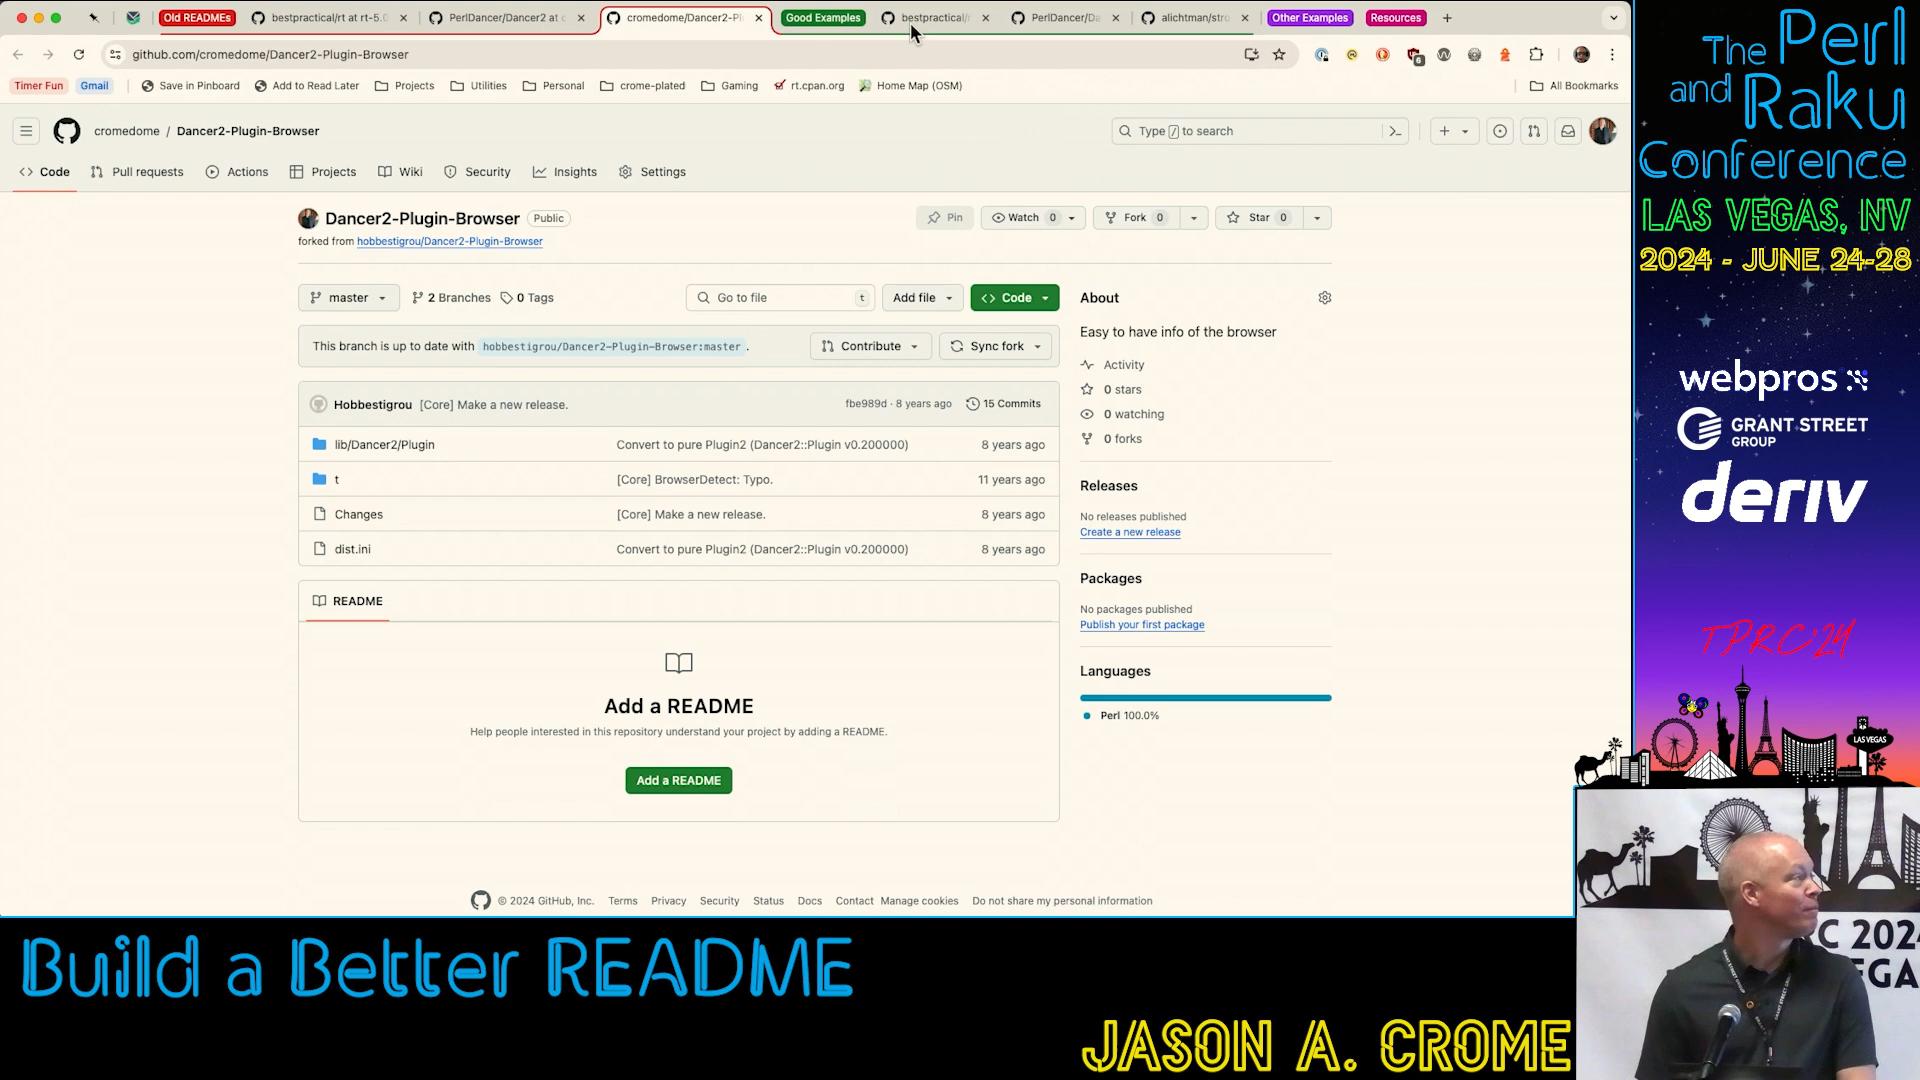 Old READMEs
bestpractical/rt at rt-5.0
PerlDancer/Dancer2 at
cromedome/Dancer2-Pl
Good Examples
bestpractical/
PerlDancer/Da
alichtman/stro
Other Examples
Resources
github.com/cromedome/Dancer2-Plugin-Browser
Timer Fun
Gmail
Save in Pinboard
Add to Read Later
Projects
Utilities
Personal
crome-plated
Gaming
rt.cpan.org
Home Map (OSM)
All Bookmarks
cromedome / Dancer2-Plugin-Browser
Type / to search
Code
Pull requests
Actions
Projects
Wiki
Security
Insights
Settings
Dancer2-Plugin-Browser Public
forked from hobbestigrou/Dancer2-Plugin-Browser
Pin
Watch 0
Fork 0
Star 0
master
2 Branches
0 Tags
Go to file t
Add file
Code
This branch is up to date with hobbestigrou/Dancer2-Plugin-Browser:master .
Contribute
Sync fork
Hobbestigrou [Core] Make a new release. fbe989d · 8 years ago 15 Commits
lib/Dancer2/Plugin Convert to pure Plugin2 (Dancer2::Plugin v0.200000) 8 years ago
t [Core] BrowserDetect: Typo. 11 years ago
Changes [Core] Make a new release. 8 years ago
dist.ini Convert to pure Plugin2 (Dancer2::Plugin v0.200000) 8 years ago
README
Add a README
Help people interested in this repository understand your project by adding a README.
Add a README
About
Easy to have info of the browser
Activity
0 stars
0 watching
0 forks
Releases
No releases published
Create a new release
Packages
No packages published
Publish your first package
Languages
Perl 100.0%
© 2024 GitHub, Inc. Terms Privacy Security Status Docs Contact Manage cookies Do not share my personal information
The Perl
and Raku
Conference
LAS VEGAS, NV
2024 - JUNE 24-28
webpros
GRANT STREET
GROUP
deriv
TPRC'24
LAS VEGAS
C 202
EGA
Build a Better README
JASON A. CROME